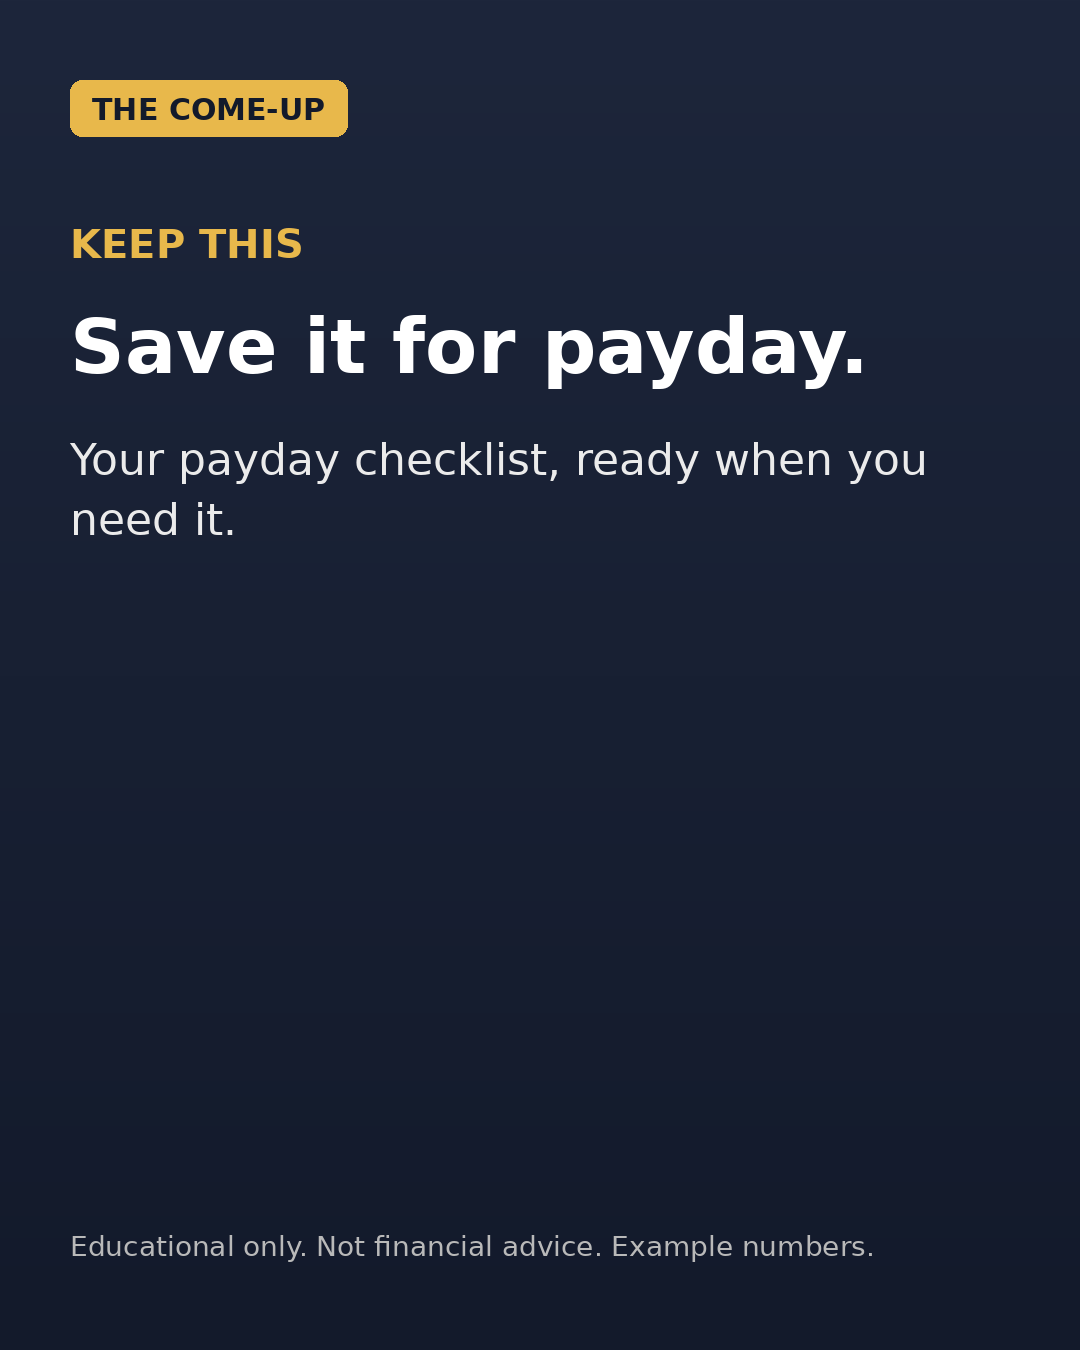 THE COME-UP
KEEP THIS
Save it for payday.
Your payday checklist, ready when you
need it.
Educational only. Not financial advice. Example numbers.